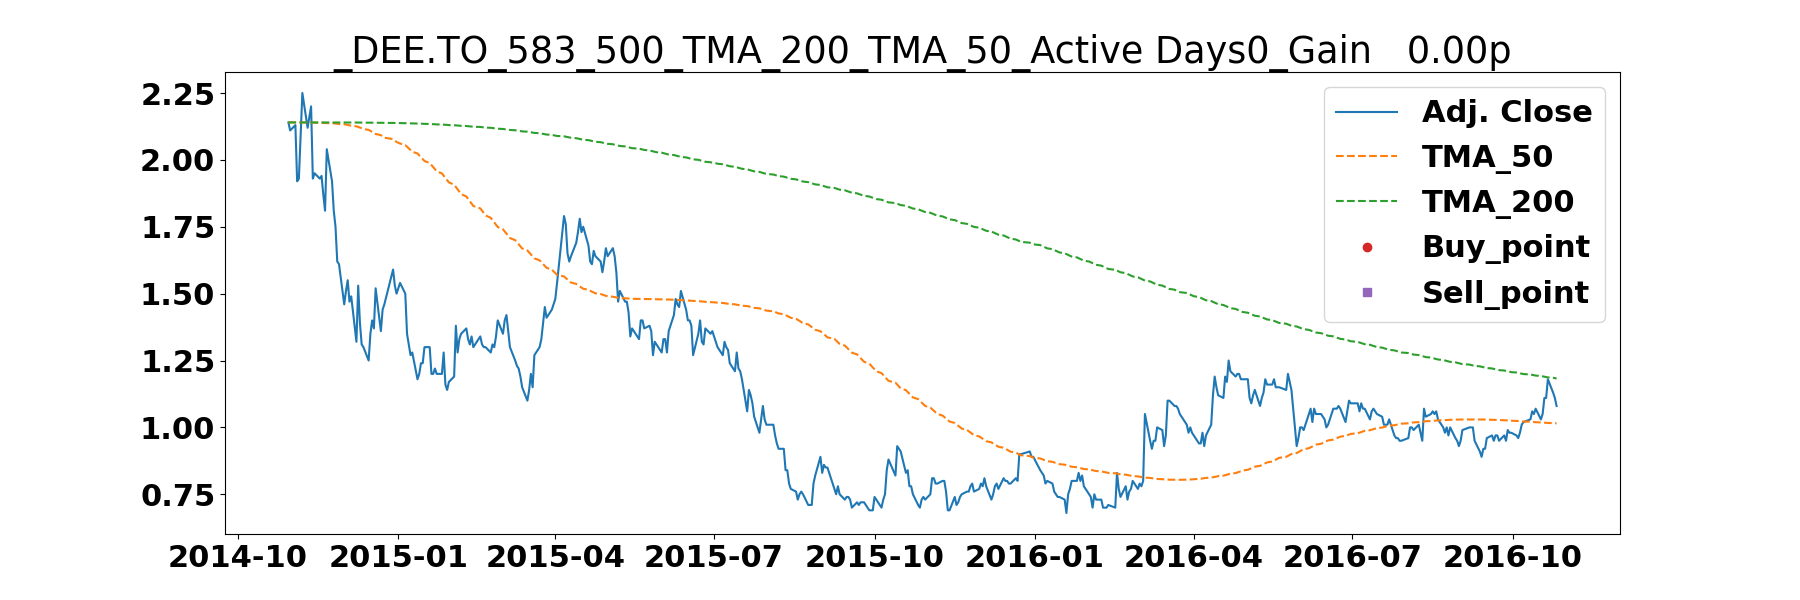 _DEE.TO_583_500_TMA_200_TMA_50_Active Days0_Gain   0.00p
2.25
2.00
1.75
1.50
1.25
1.00
0.75
Adj. Close
TMA_50
TMA_200
Buy_point
Sell_point
2014-10 2015-01 2015-04 2015-07 2015-10 2016-01 2016-04 2016-07 2016-10